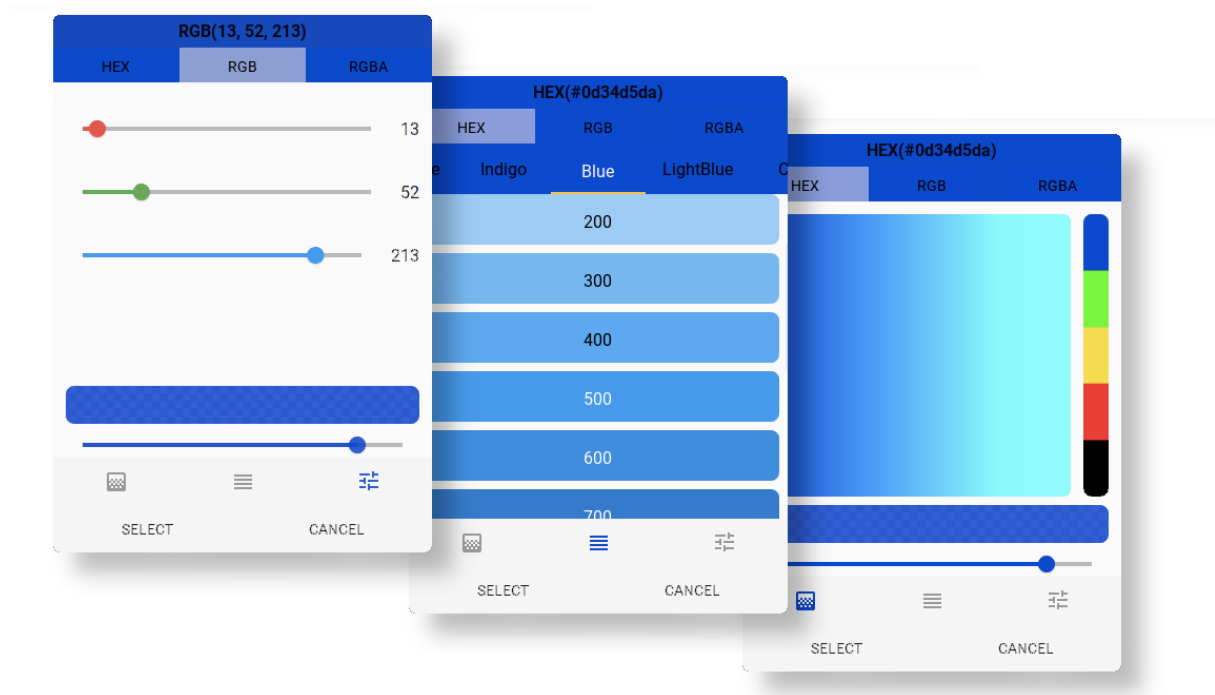 RGB(13, 52, 213)
HEX RGB RGBA
13
52
213
SELECT CANCEL
HEX(#0d34d5da)
HEX RGB RGBA
e Indigo Blue LightBlue C
200
300
400
500
600
700
SELECT CANCEL
HEX(#0d34d5da)
HEX RGB RGBA
SELECT CANCEL